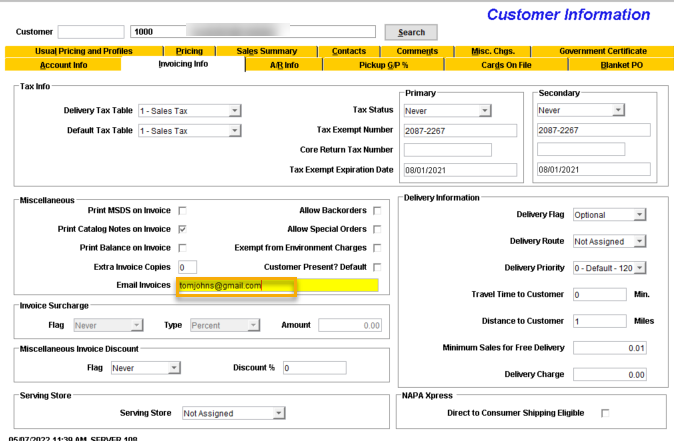 Customer Information
Customer 1000 Search
Usual Pricing and Profiles Pricing Sales Summary Contacts Comments Misc. Chgs. Government Certificate
Account Info Invoicing Info A/R Info Pickup G/P % Cards On File Blanket PO
Tax Info
Primary Secondary
Delivery Tax Table 1 - Sales Tax Tax Status Never Never
Default Tax Table 1 - Sales Tax Tax Exempt Number 2087-2267 2087-2267
Core Return Tax Number
Tax Exempt Expiration Date 08/01/2021 08/01/2021
Miscellaneous Delivery Information
Print MSDS on Invoice Allow Backorders Delivery Flag Optional
Print Catalog Notes on Invoice Allow Special Orders
Print Balance on Invoice Exempt from Environment Charges Delivery Route Not Assigned
Extra Invoice Copies 0 Customer Present? Default Delivery Priority 0 - Default - 120
Email Invoices tomjohns@gmail.com
Travel Time to Customer 0 Min.
Invoice Surcharge
Flag Never Type Percent Amount 0.00 Distance to Customer 1 Miles
Miscellaneous Invoice Discount Minimum Sales for Free Delivery 0.01
Flag Never Discount % 0 Delivery Charge 0.00
Serving Store NAPA Xpress
Serving Store Not Assigned Direct to Consumer Shipping Eligible
05/07/2022 11:39 AM SERVER 108